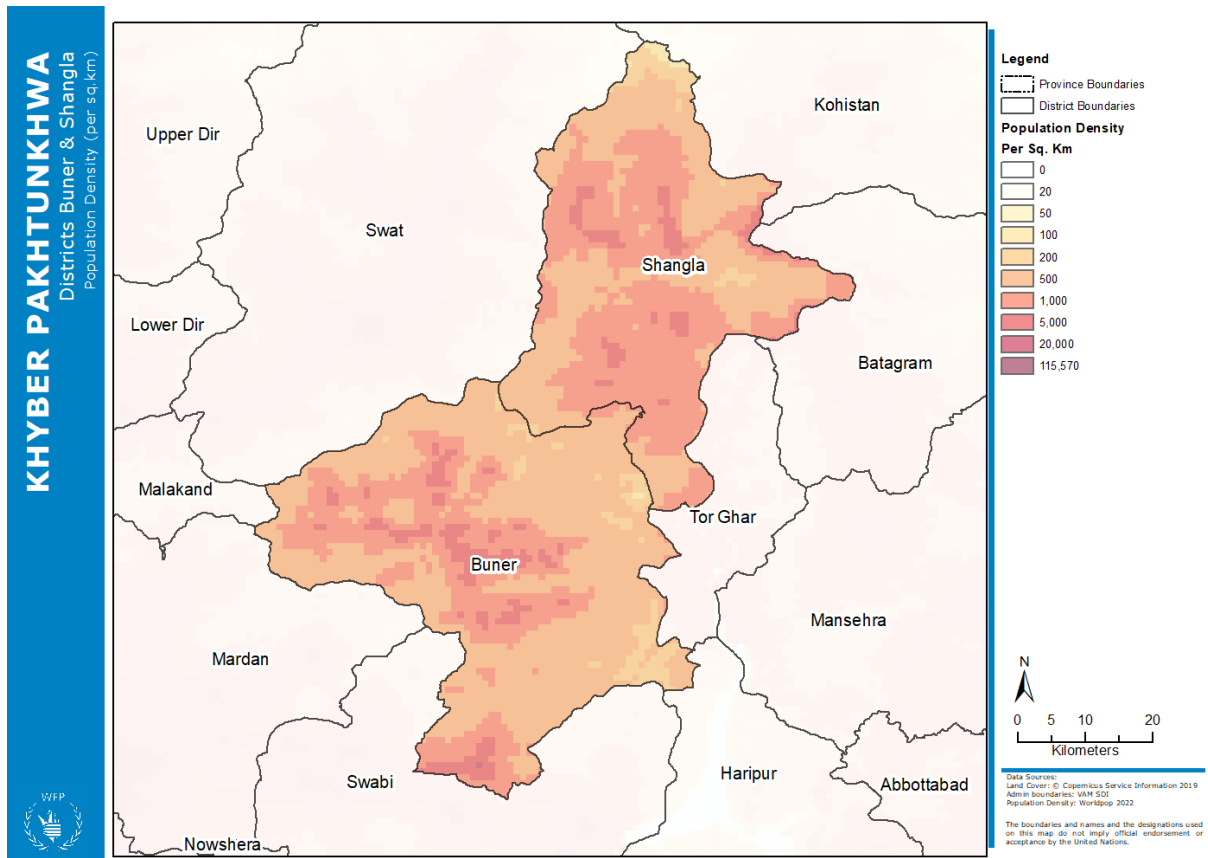 KHYBER PAKHTUNKHWA
Districts Buner & Shangla
Population Density (per sq.km)
WFP
Upper Dir
Kohistan
Swat
Shangla
Lower Dir
Batagram
Malakand
Tor Ghar
Buner
Mansehra
Mardan
Swabi
Haripur
Abbottabad
Nowshera
Legend
Province Boundaries
District Boundaries
Population Density
Per Sq. Km
0
20
50
100
200
500
1,000
5,000
20,000
115,570
N
0 5 10 20
Kilometers
Data Sources:
Land Cover: © Copemicus Service Information 2019
Admin boundaries: VAM SDI
Population Density: Worldpop 2022
The boundaries and names and the designations used
on this map do not imply official endorsement or
acceptance by the United Nations.